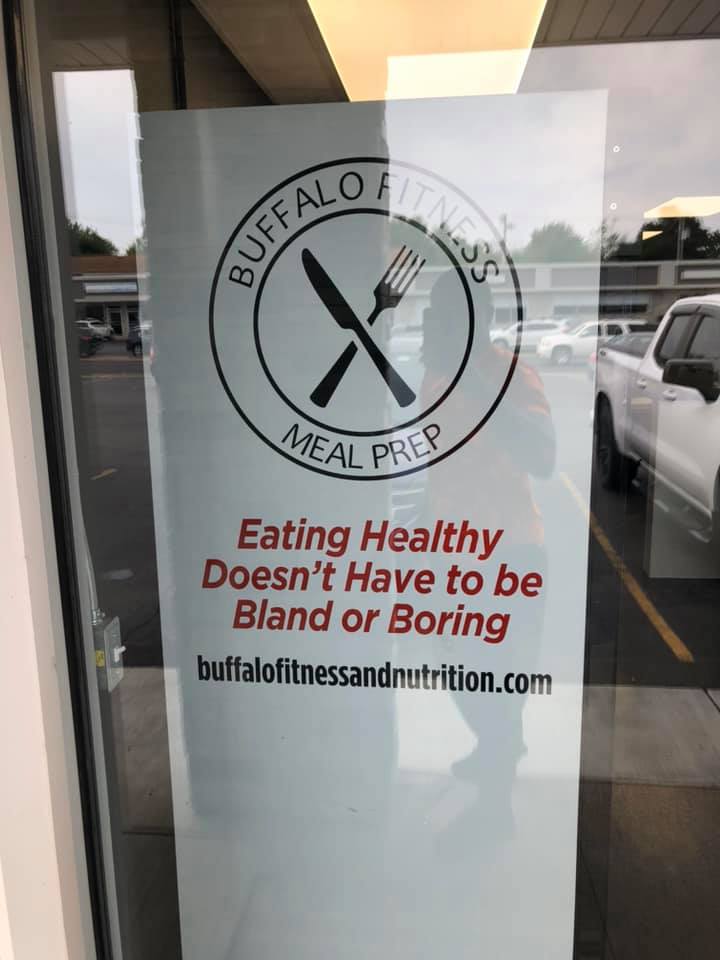 BUFFALO FITNESS
MEAL PREP
Eating Healthy
Doesn't Have to be
Bland or Boring
buffalofitnessandnutrition.com